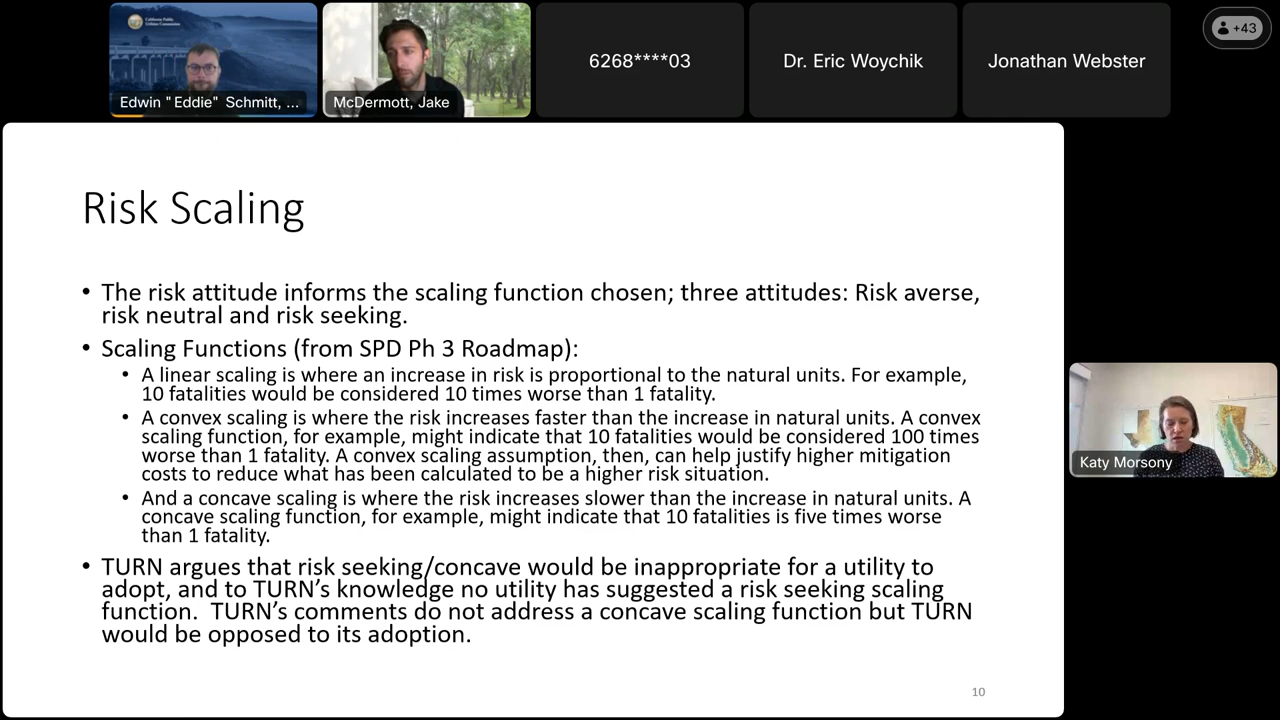 California Public
Utilities Commission
Edwin "Eddie" Schmitt, ...
McDermott, Jake
6268****03
Dr. Eric Woychik
Jonathan Webster
+43
Risk Scaling
• The risk attitude informs the scaling function chosen; three attitudes: Risk averse,
risk neutral and risk seeking.
• Scaling Functions (from SPD Ph 3 Roadmap):
• A linear scaling is where an increase in risk is proportional to the natural units. For example,
10 fatalities would be considered 10 times worse than 1 fatality.
• A convex scaling is where the risk increases faster than the increase in natural units. A convex
scaling function, for example, might indicate that 10 fatalities would be considered 100 times
worse than 1 fatality. A convex scaling assumption, then, can help justify higher mitigation
costs to reduce what has been calculated to be a higher risk situation.
• And a concave scaling is where the risk increases slower than the increase in natural units. A
concave scaling function, for example, might indicate that 10 fatalities is five times worse
than 1 fatality.
• TURN argues that risk seeking/concave would be inappropriate for a utility to
adopt, and to TURN’s knowledge no utility has suggested a risk seeking scaling
function.  TURN’s comments do not address a concave scaling function but TURN
would be opposed to its adoption.
10
Katy Morsony